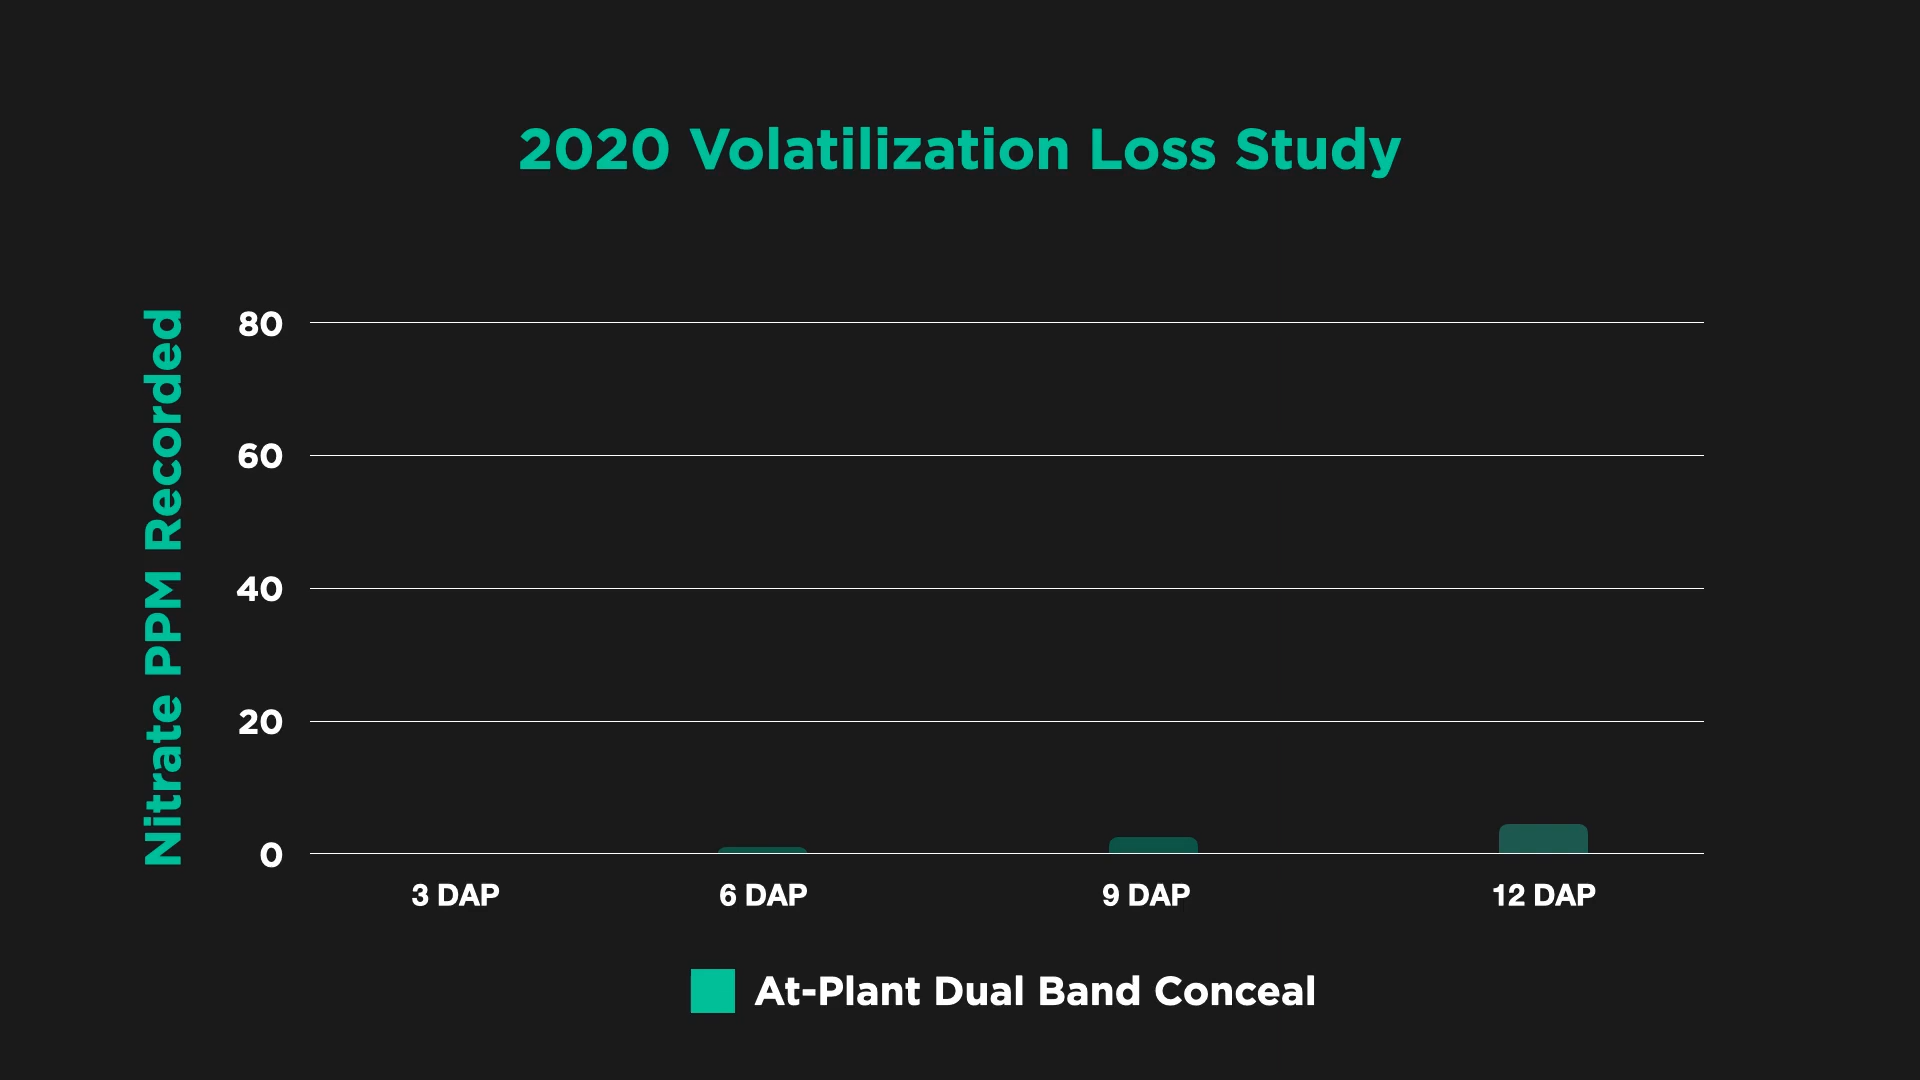 2020 Volatilization Loss Study
Nitrate PPM Recorded
80
60
40
20
0
3 DAP
6 DAP
9 DAP
12 DAP
At-Plant Dual Band Conceal